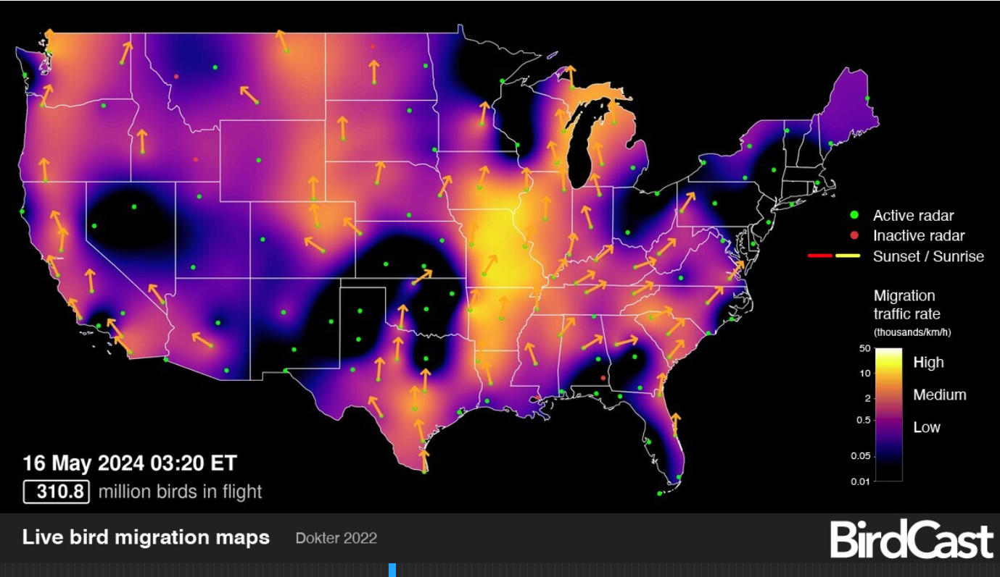 Active radar
Inactive radar
Sunset / Sunrise
Migration
traffic rate
(thousands/km/h)
50
High
10
Medium
2
0.5
Low
0.05
0.01
16 May 2024 03:20 ET
310.8 million birds in flight
Live bird migration maps Dokter 2022
BirdCast